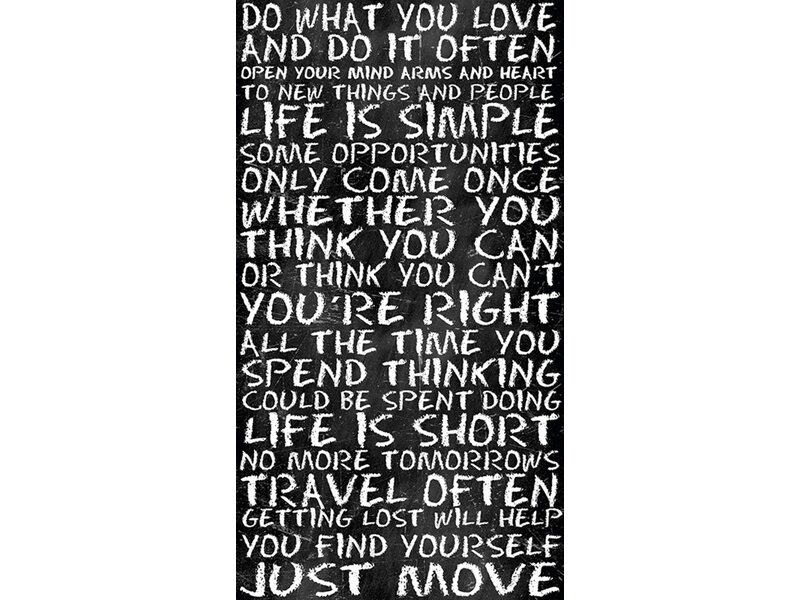 DO WHAT YOU LOVE
AND DO IT OFTEN
OPEN YOUR MIND ARMS AND HEART
TO NEW THINGS AND PEOPLE
LIFE IS SIMPLE
SOME OPPORTUNITIES
ONLY COME ONCE
WHETHER YOU
THINK YOU CAN
OR THINK YOU CAN'T
YOU'RE RIGHT
ALL THE TIME YOU
SPEND THINKING
COULD BE SPENT DOING
LIFE IS SHORT
NO MORE TOMORROWS
TRAVEL OFTEN
GETTING LOST WILL HELP
YOU FIND YOURSELF
JUST MOVE